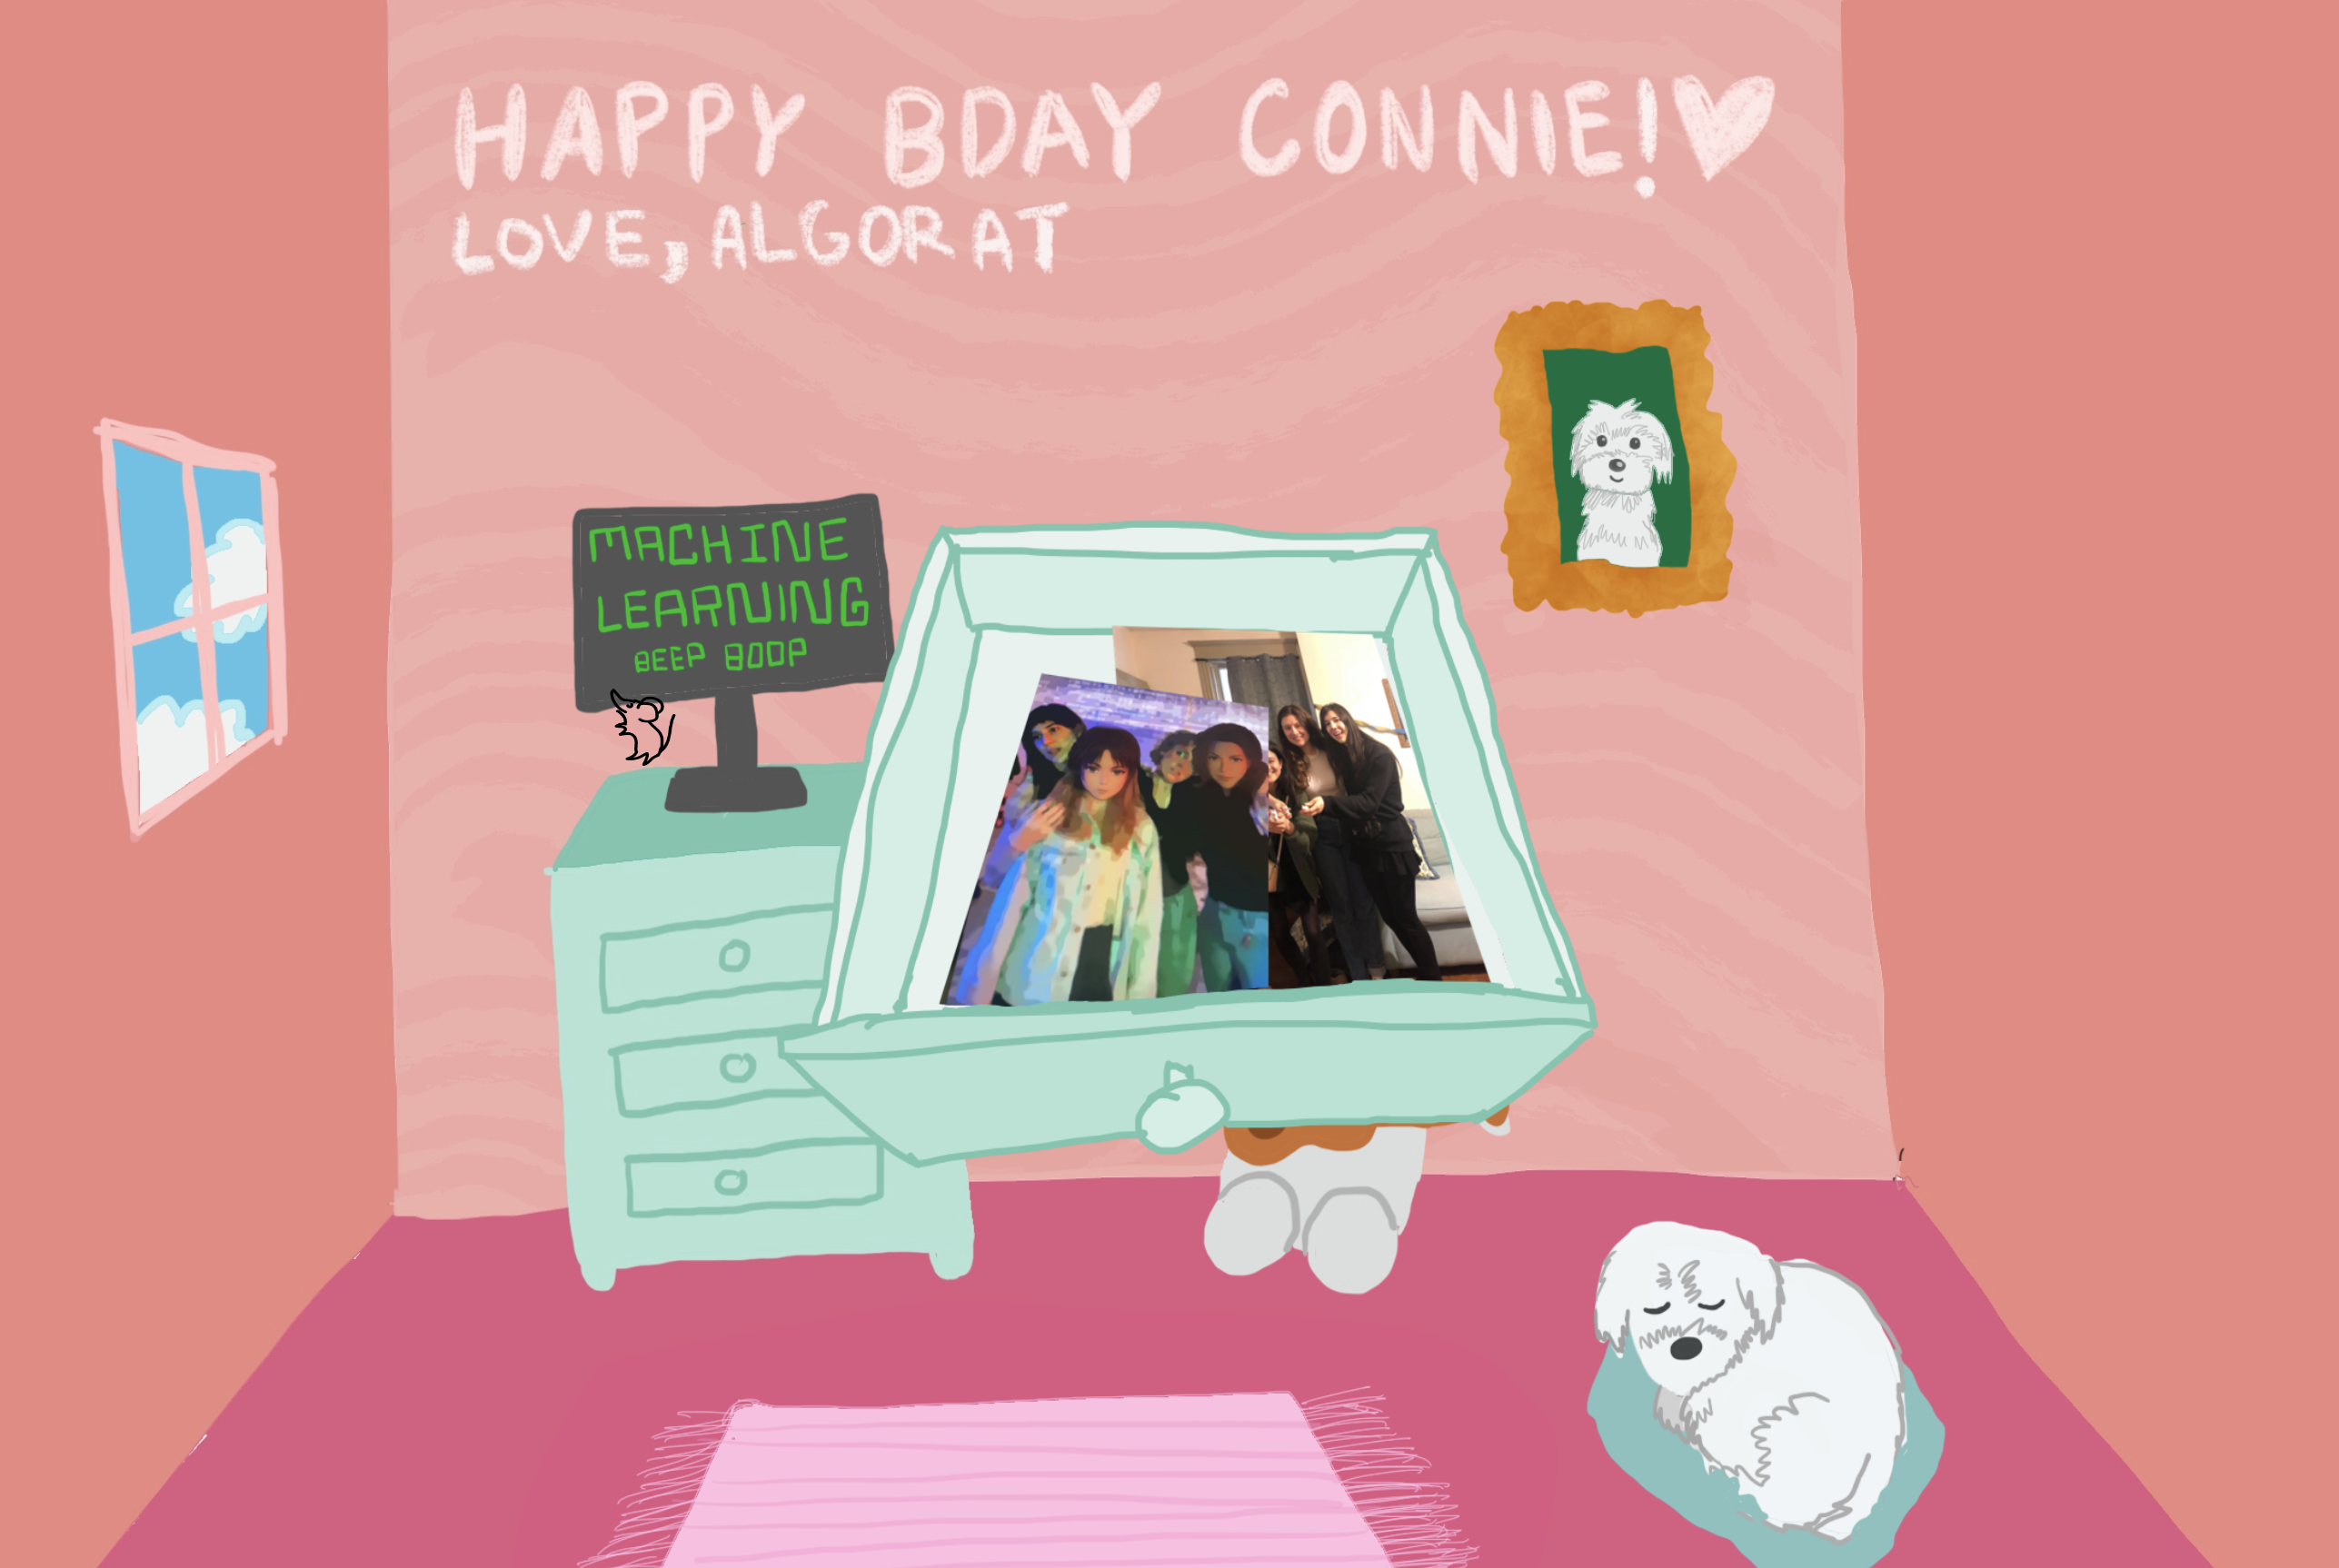 HAPPY BDAY CONNIE!
LOVE, ALGORAT
MACHINE
LEARNING
BEEP BOOP